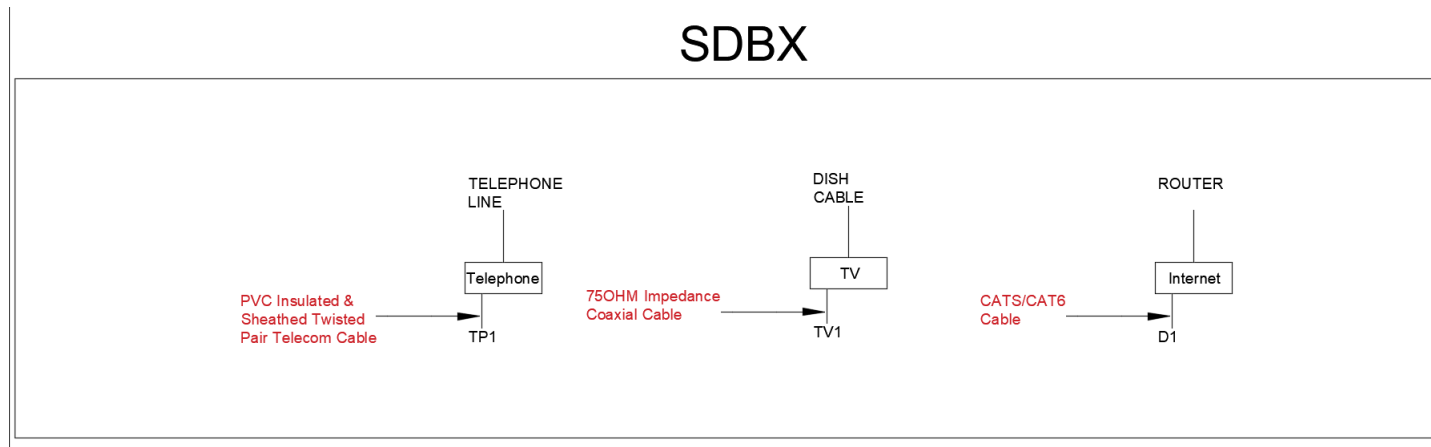 SDBX
TELEPHONE
LINE
Telephone
PVC Insulated &
Sheathed Twisted
Pair Telecom Cable
TP1
DISH
CABLE
TV
75OHM Impedance
Coaxial Cable
TV1
ROUTER
Internet
CATS/CAT6
Cable
D1